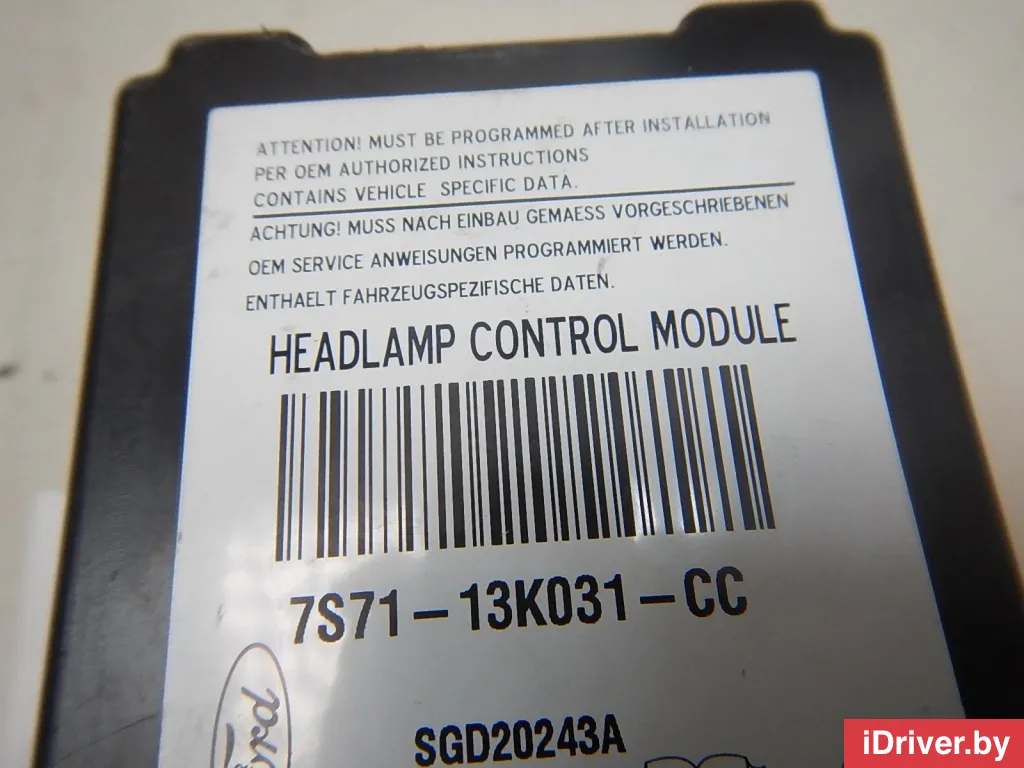 ATTENTION! MUST BE PROGRAMMED AFTER INSTALLATION
PER OEM AUTHORIZED INSTRUCTIONS
CONTAINS VEHICLE SPECIFIC DATA.
ACHTUNG! MUSS NACH EINBAU GEMAESS VORGESCHRIEBENEN
OEM SERVICE ANWEISUNGEN PROGRAMMIERT WERDEN.
ENTHAELT FAHRZEUGSPEZIFISCHE DATEN.
HEADLAMP CONTROL MODULE
7S71-13K031-CC
SGD20243A
iDriver.by